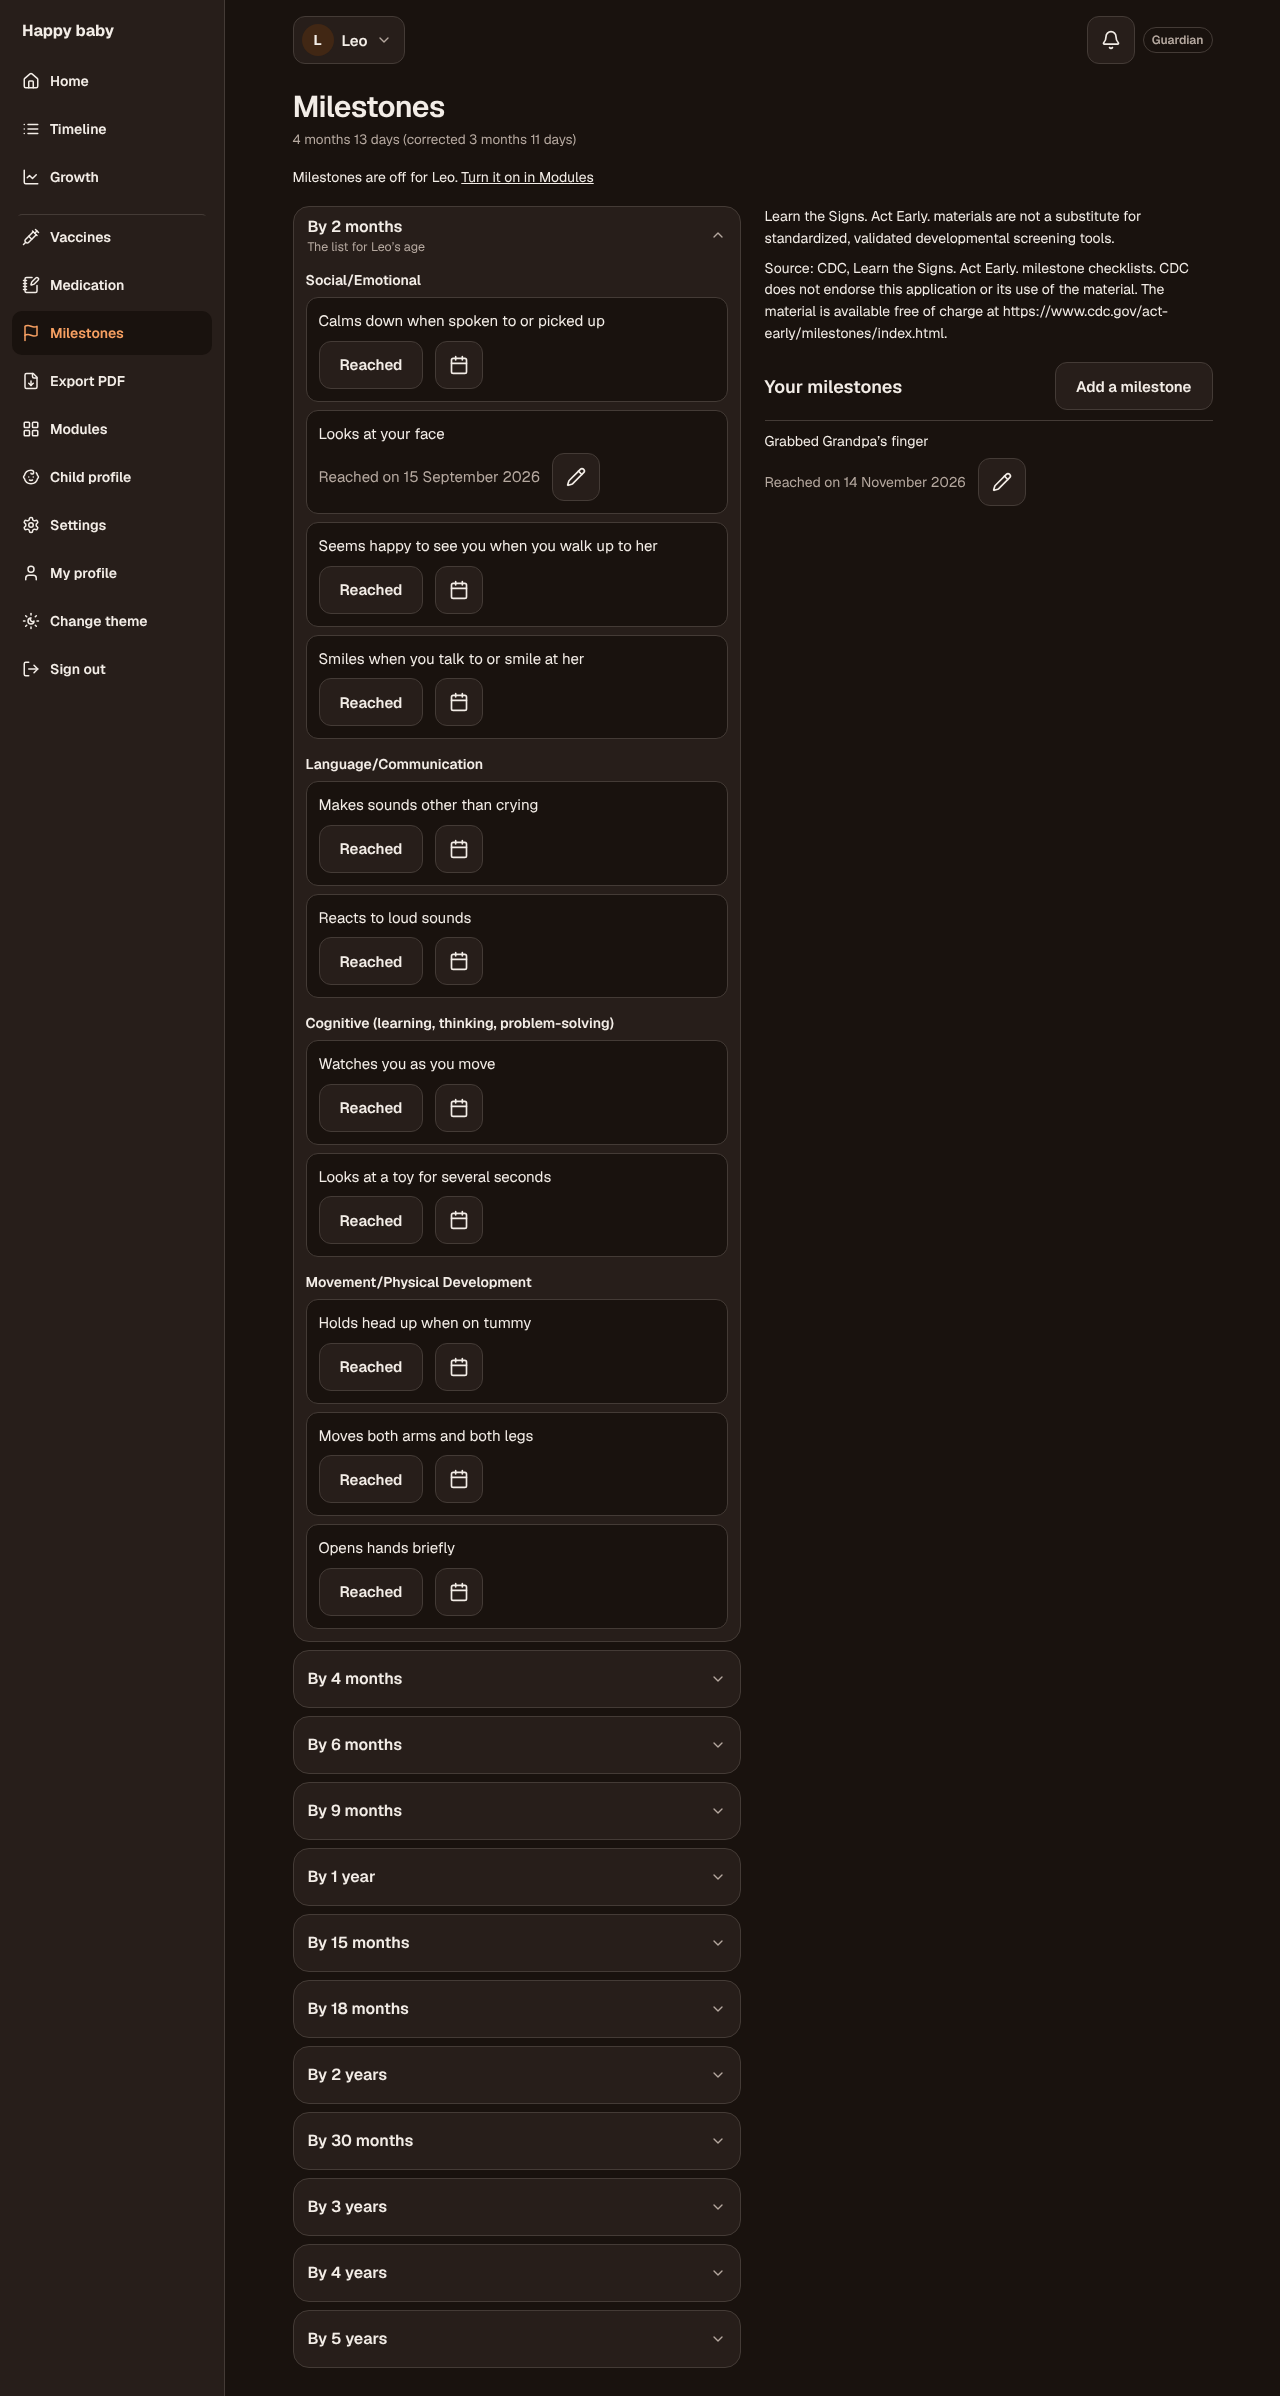 Happy baby
Home
Timeline
Growth
Vaccines
Medication
Milestones
Export PDF
Modules
Child profile
Settings
My profile
Change theme
Sign out
L Leo
Guardian
Milestones
4 months 13 days (corrected 3 months 11 days)
Milestones are off for Leo. Turn it on in Modules
By 2 months
The list for Leo's age
Social/Emotional
Calms down when spoken to or picked up
Reached
Looks at your face
Reached on 15 September 2026
Seems happy to see you when you walk up to her
Reached
Smiles when you talk to or smile at her
Reached
Language/Communication
Makes sounds other than crying
Reached
Reacts to loud sounds
Reached
Cognitive (learning, thinking, problem-solving)
Watches you as you move
Reached
Looks at a toy for several seconds
Reached
Movement/Physical Development
Holds head up when on tummy
Reached
Moves both arms and both legs
Reached
Opens hands briefly
Reached
By 4 months
By 6 months
By 9 months
By 1 year
By 15 months
By 18 months
By 2 years
By 30 months
By 3 years
By 4 years
By 5 years
Learn the Signs. Act Early. materials are not a substitute for
standardized, validated developmental screening tools.
Source: CDC, Learn the Signs. Act Early. milestone checklists. CDC
does not endorse this application or its use of the material. The
material is available free of charge at https://www.cdc.gov/act-
early/milestones/index.html.
Your milestones
Add a milestone
Grabbed Grandpa's finger
Reached on 14 November 2026